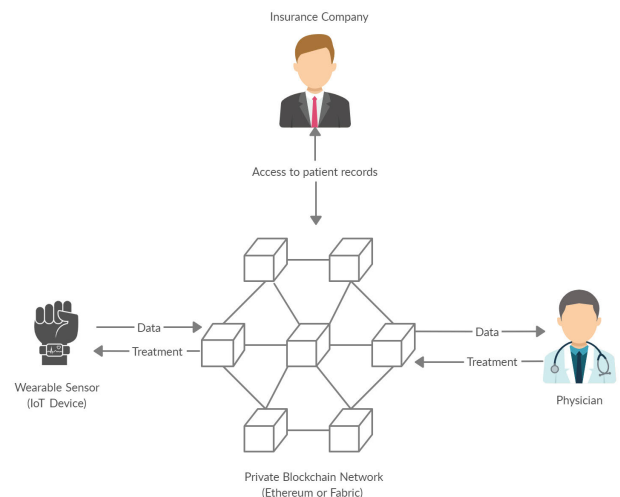 Insurance Company
Access to patient records
Data
Treatment
Wearable Sensor
(IoT Device)
Data
Treatment
Physician
Private Blockchain Network
(Ethereum or Fabric)